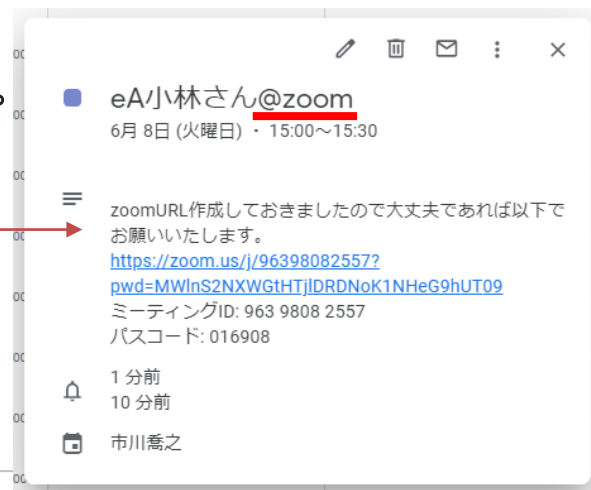 eA小林さん@zoom
6月 8日 (火曜日) ・ 15:00～15:30
zoomURL作成しておきましたので大丈夫であれば以下で
お願いいたします。
https://zoom.us/j/96398082557?
pwd=MWlnS2NXWGtHTjlDRDNoK1NHeG9hUT09
ミーティングID: 963 9808 2557
パスコード: 016908
1 分前
10 分前
市川喬之